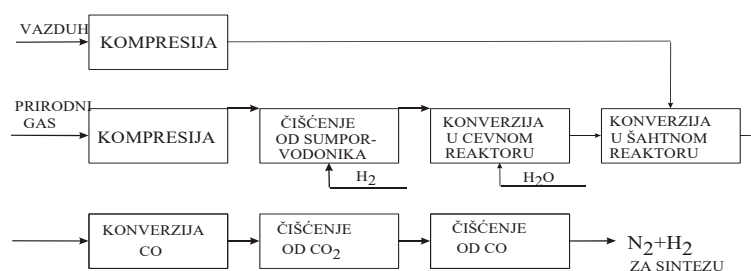 VAZDUH
KOMPRESIJA
PRIRODNI
GAS
KOMPRESIJA
ČIŠĆENJE
OD SUMPOR-
VODONIKA
H2
KONVERZIJA
U CEVNOM
REAKTORU
H2O
KONVERZIJA
U ŠAHTNOM
REAKTORU
KONVERZIJA
CO
ČIŠĆENJE
OD CO2
ČIŠĆENJE
OD CO
N2+H2
ZA SINTEZU